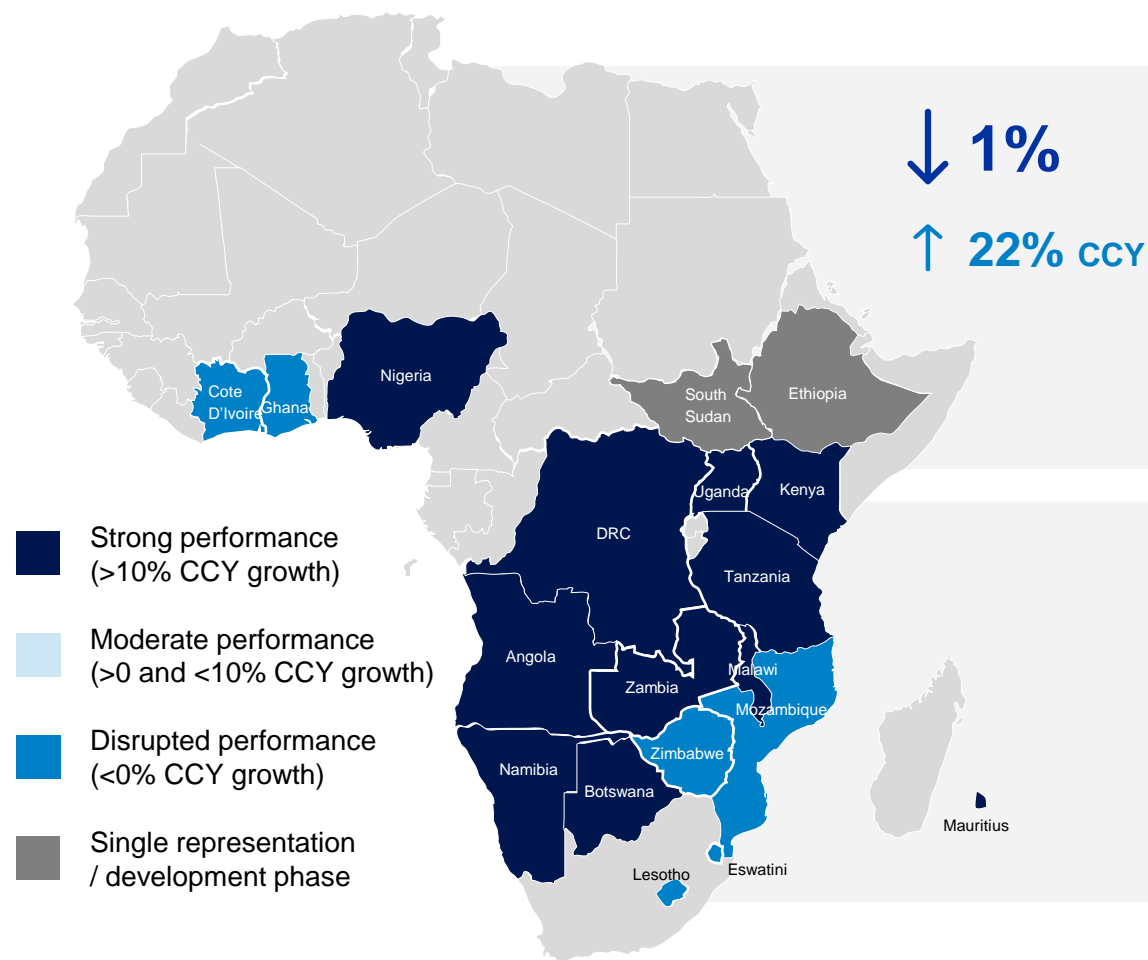 ↓ 1%
↑ 22% CCY
Nigeria
Cote
D'Ivoire
Ghana
South
Sudan
Ethiopia
Uganda
Kenya
DRC
Tanzania
Angola
Malawi
Zambia
Mozambique
Zimbabwe
Namibia
Botswana
Mauritius
Lesotho
Eswatini
Strong performance
(>10% CCY growth)
Moderate performance
(>0 and <10% CCY growth)
Disrupted performance
(<0% CCY growth)
Single representation
/ development phase